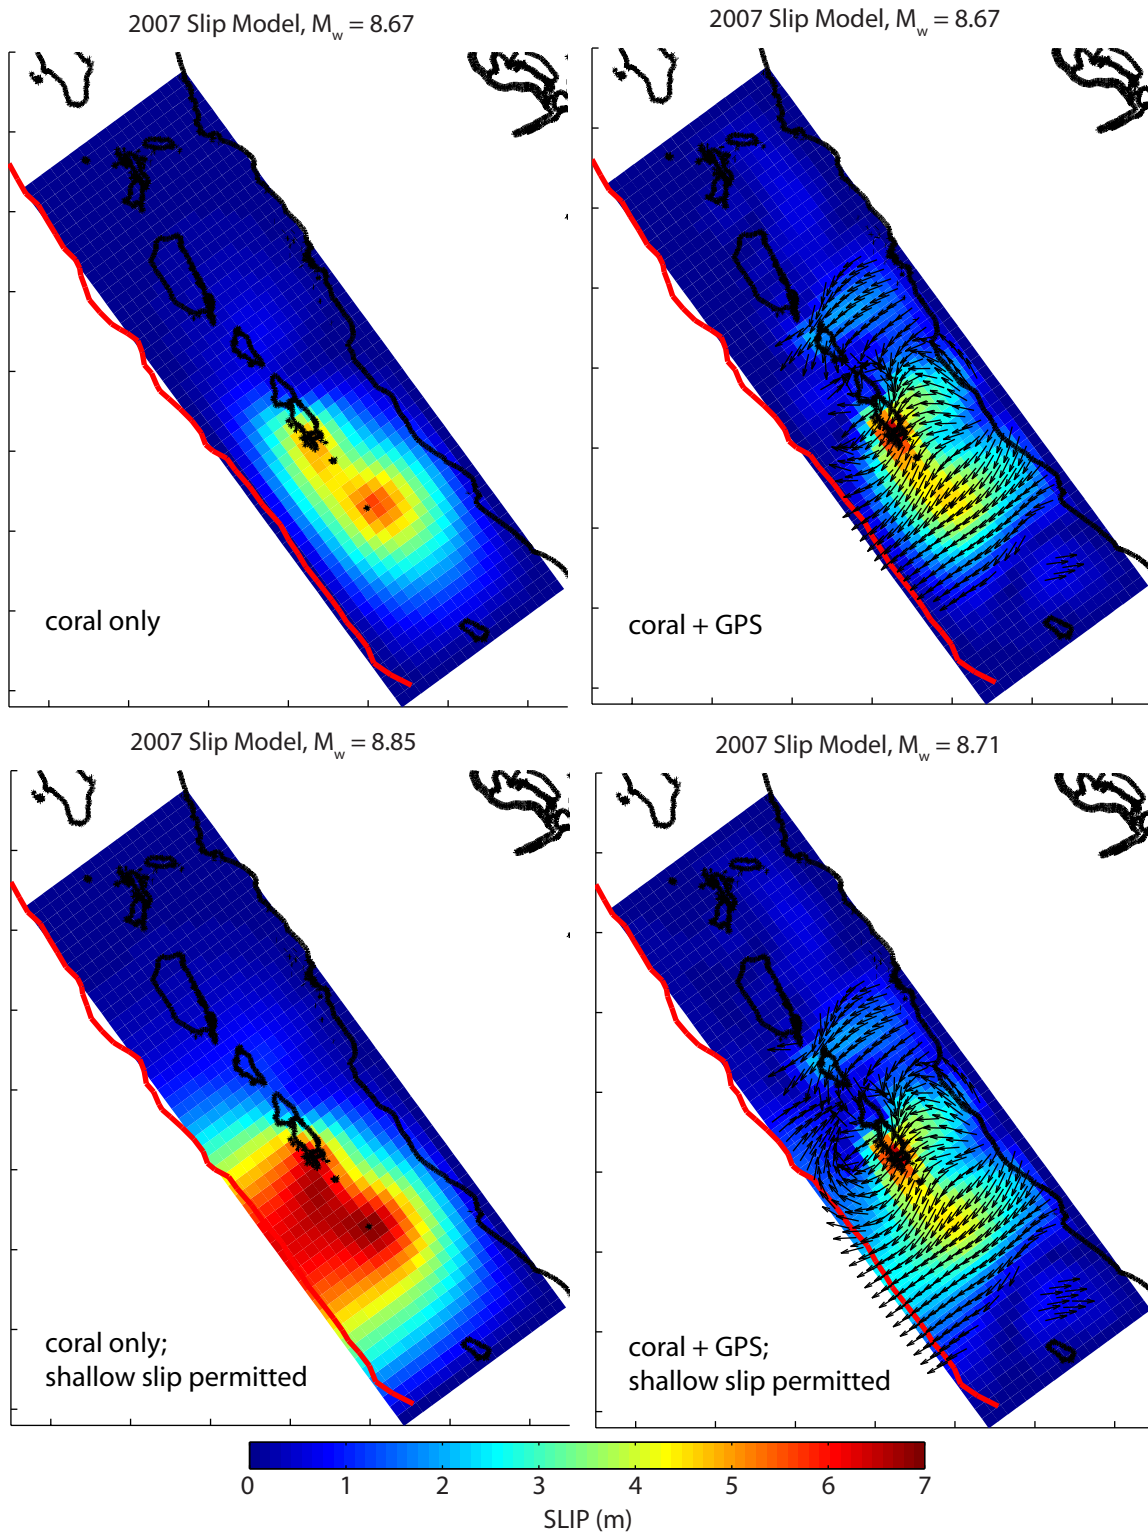 2007 Slip Model, Mw = 8.67
2007 Slip Model, Mw = 8.67
coral only
coral + GPS
2007 Slip Model, Mw = 8.85
2007 Slip Model, Mw = 8.71
coral only;
shallow slip permitted
coral + GPS;
shallow slip permitted
0 1 2 3 4 5 6 7
SLIP (m)